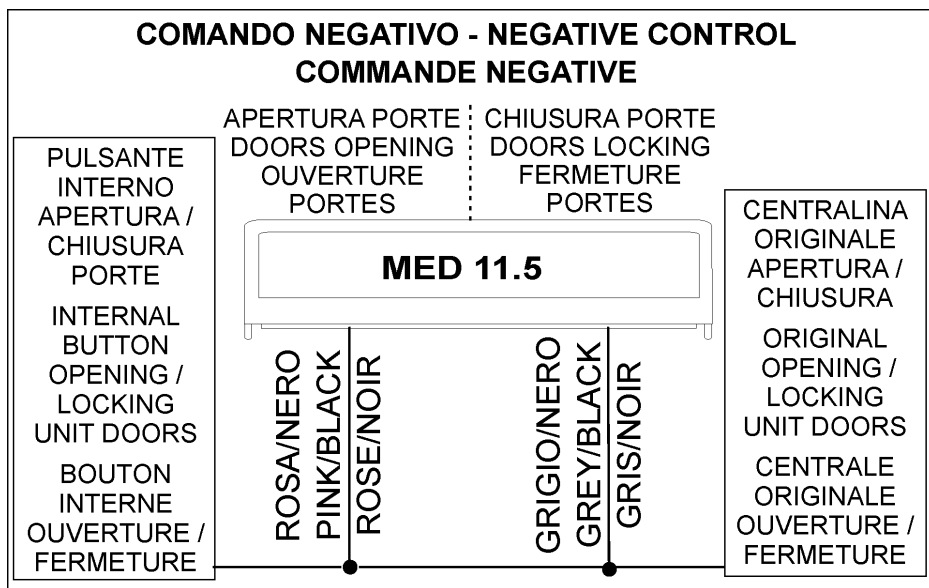 COMANDO NEGATIVO - NEGATIVE CONTROL
COMMANDE NEGATIVE
APERTURA PORTE
DOORS OPENING
OUVERTURE
PORTES
CHIUSURA PORTE
DOORS LOCKING
FERMETURE
PORTES
PULSANTE
INTERNO
APERTURA /
CHIUSURA
PORTE
INTERNAL
BUTTON
OPENING /
LOCKING
UNIT DOORS
BOUTON
INTERNE
OUVERTURE /
FERMETURE
MED 11.5
ROSA/NERO
PINK/BLACK
ROSE/NOIR
GRIGIO/NERO
GREY/BLACK
GRIS/NOIR
CENTRALINA
ORIGINALE
APERTURA /
CHIUSURA
ORIGINAL
OPENING /
LOCKING
UNIT DOORS
CENTRALE
ORIGINALE
OUVERTURE /
FERMETURE